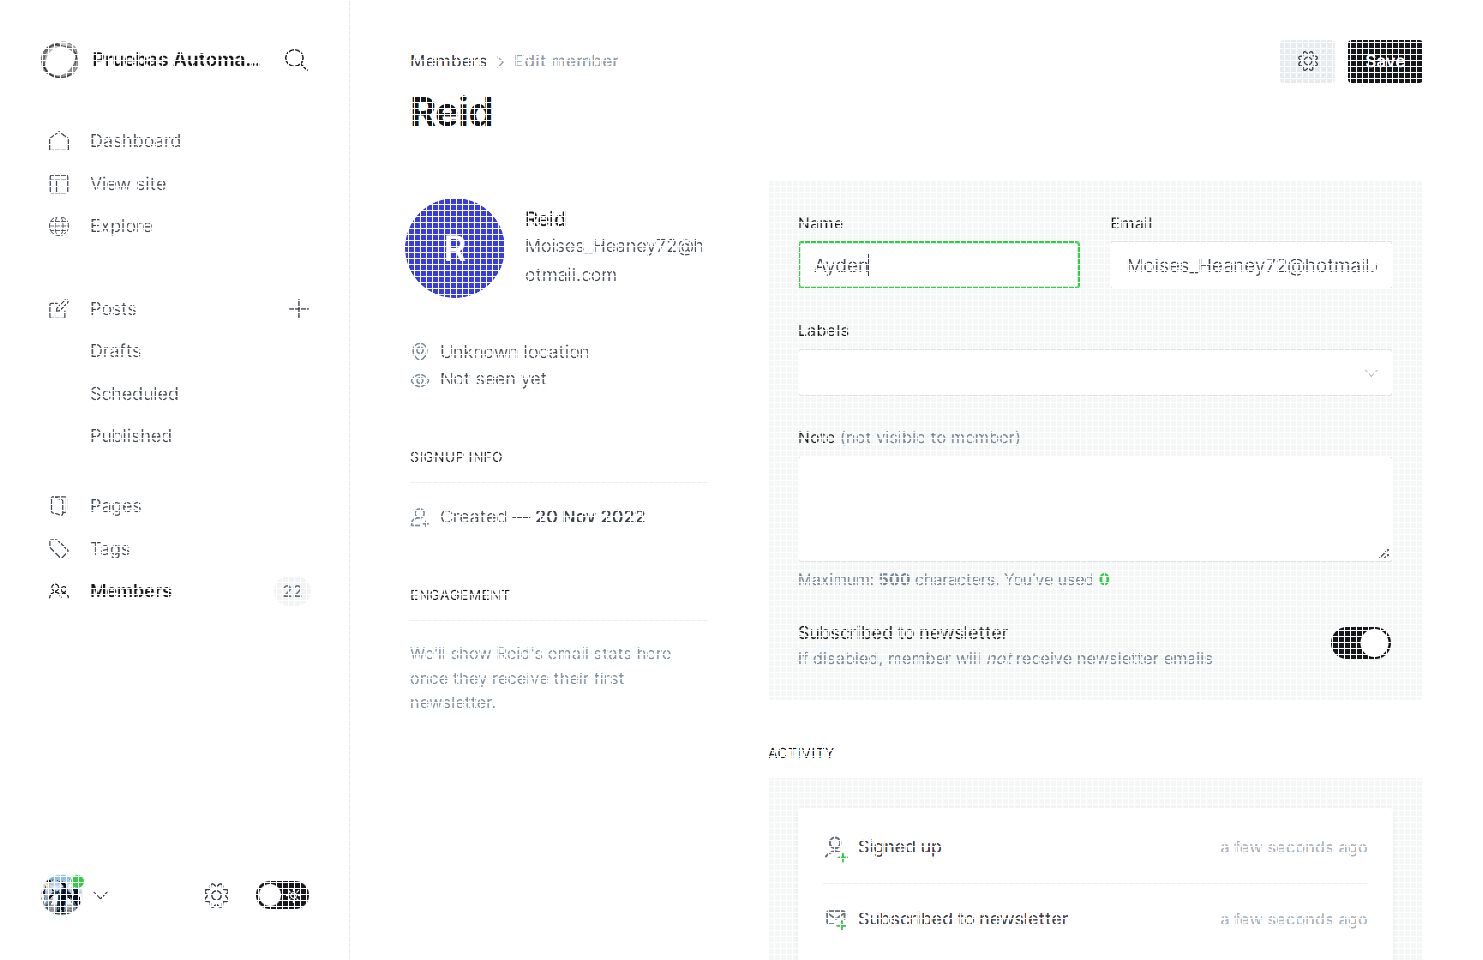 Pruebas Automa...
Dashboard
View site
Explore
Posts
Drafts
Scheduled
Published
Pages
Tags
Members
22
Members > Edit member
Save
Reid
R
Reid
Moises_Heaney72@h
otmail.com
Unknown location
Not seen yet
SIGNUP INFO
Created — 20 Nov 2022
ENGAGEMENT
We'll show Reid's email stats here
once they receive their first
newsletter.
Name
Ayden
Email
Moises_Heaney72@hotmail.
Labels
Note (not visible to member)
Maximum: 500 characters. You've used 0
Subscribed to newsletter
If disabled, member will not receive newsletter emails
ACTIVITY
Signed up
a few seconds ago
Subscribed to newsletter
a few seconds ago